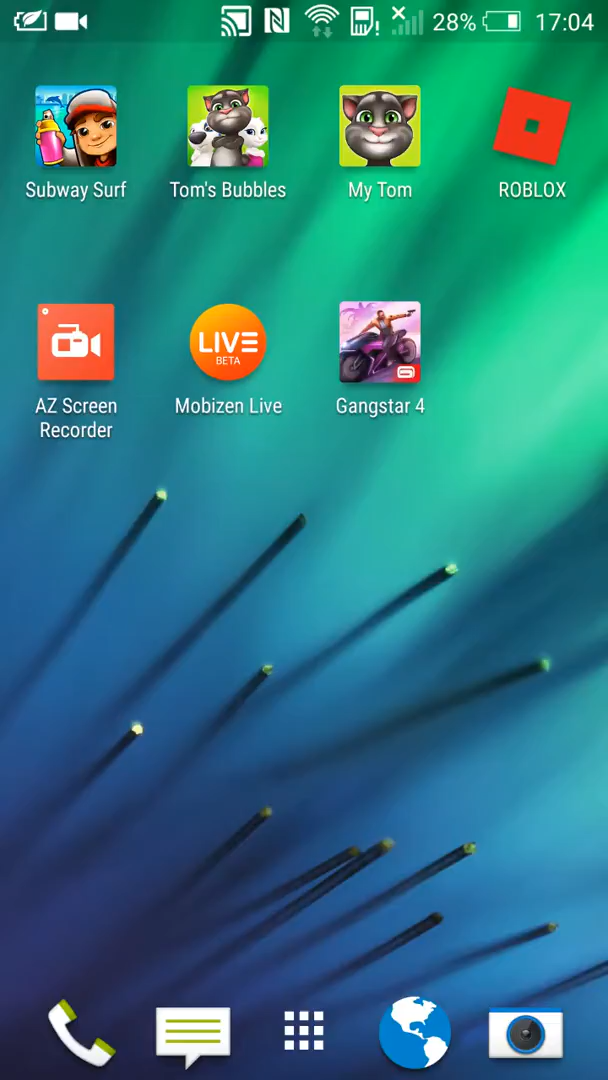 28% 17:04
Subway Surf
Tom's Bubbles
My Tom
ROBLOX
LIVE
BETA
AZ Screen
Recorder
Mobizen Live
Gangstar 4